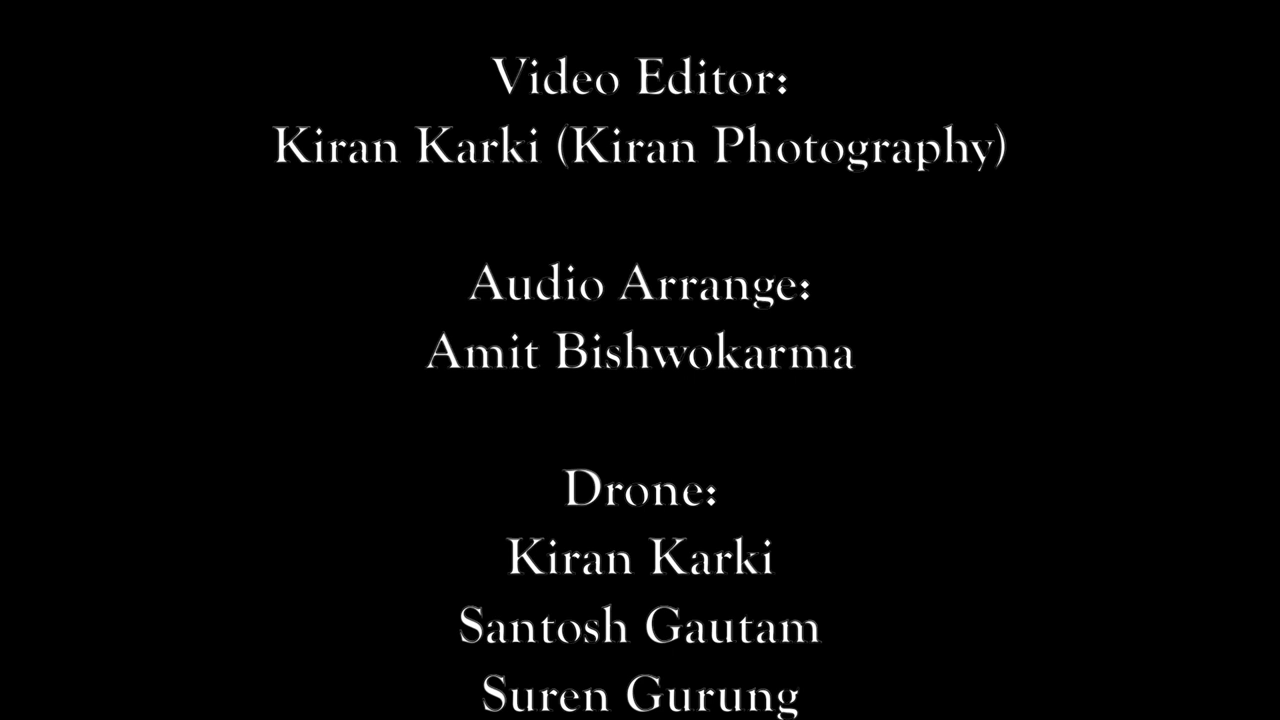 Video Editor:
Kiran Karki (Kiran Photography)
Audio Arrange:
Amit Bishwokarma
Drone:
Kiran Karki
Santosh Gautam
Suren Gurung